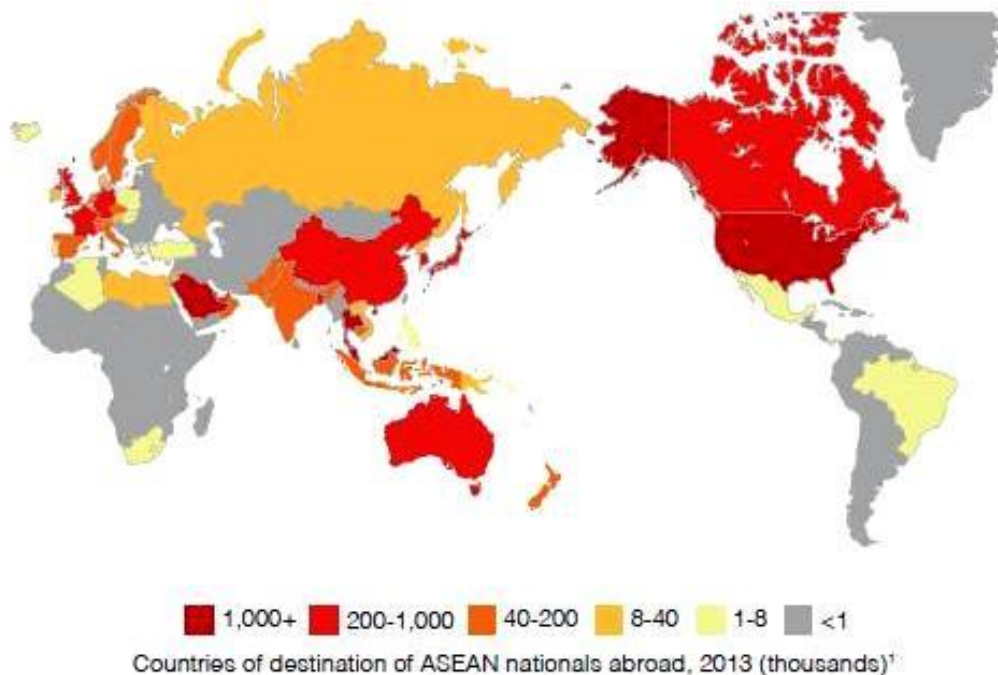 1,000+ 200-1,000 40-200 8-40 1-8 <1
Countries of destination of ASEAN nationals abroad, 2013 (thousands)¹